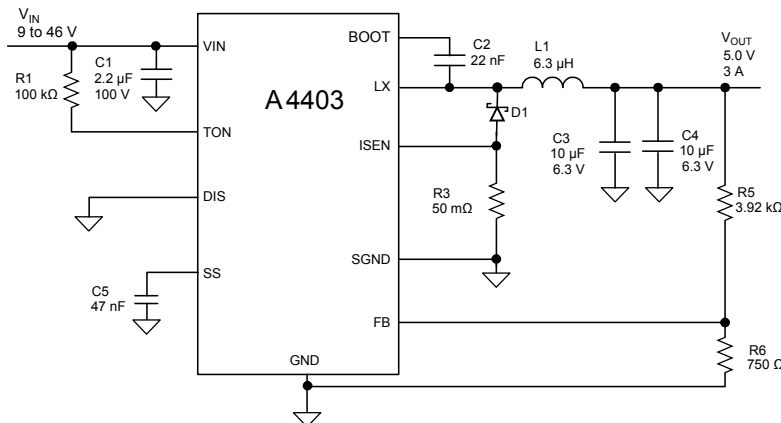 VIN
9 to 46 V
R1
100 kΩ
C1
2.2 µF
100 V
VIN
TON
DIS
SS
C5
47 nF
A4403
GND
BOOT
LX
ISEN
SGND
FB
C2
22 nF
L1
6.3 µH
D1
R3
50 mΩ
C3
10 µF
6.3 V
C4
10 µF
6.3 V
VOUT
5.0 V
3 A
R5
3.92 kΩ
R6
750 Ω